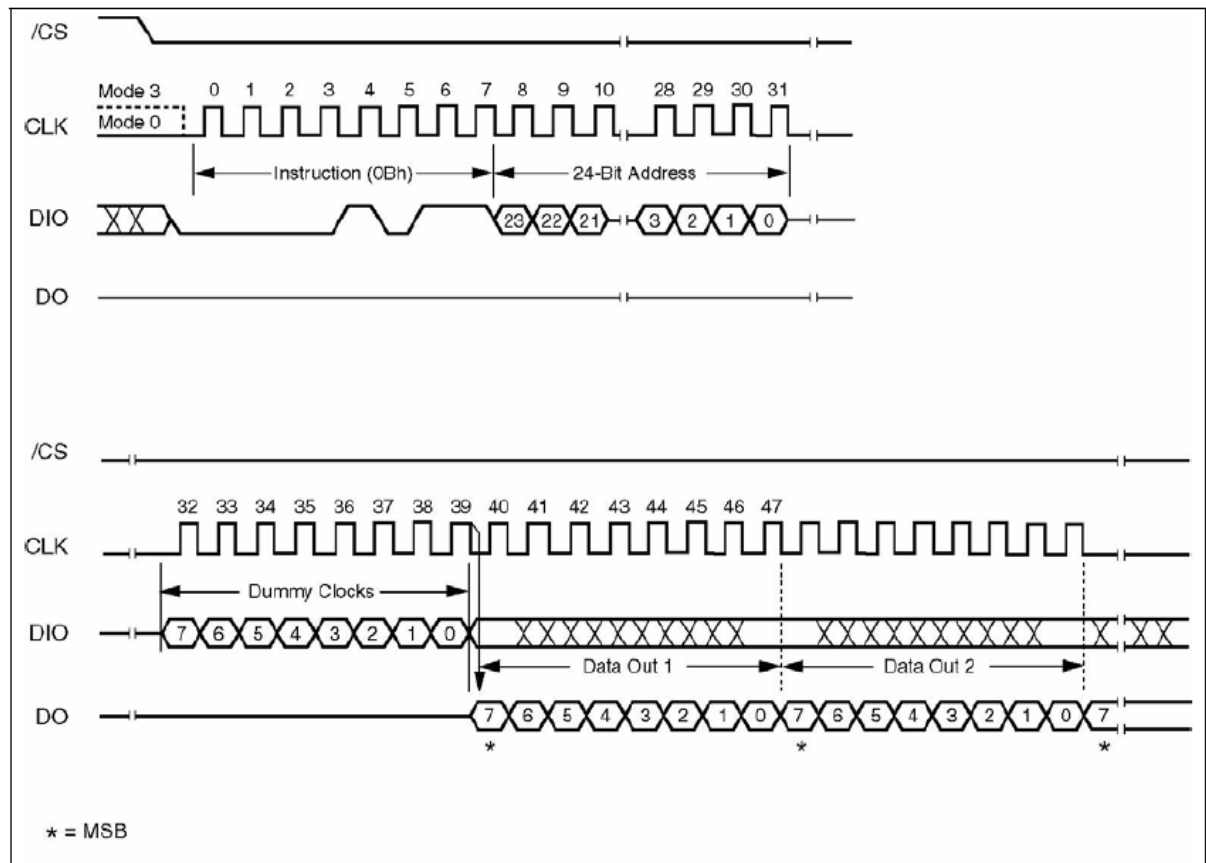 /CS
Mode 3 0 1 2 3 4 5 6 7 8 9 10 28 29 30 31
CLK Mode 0
Instruction (0Bh) 24-Bit Address
DIO 23 22 21 3 2 1 0
DO
/CS
32 33 34 35 36 37 38 39 40 41 42 43 44 45 46 47
CLK
Dummy Clocks
DIO 7 6 5 4 3 2 1 0
Data Out 1 Data Out 2
DO 7 6 5 4 3 2 1 0 7 6 5 4 3 2 1 0 7
* * *
* = MSB